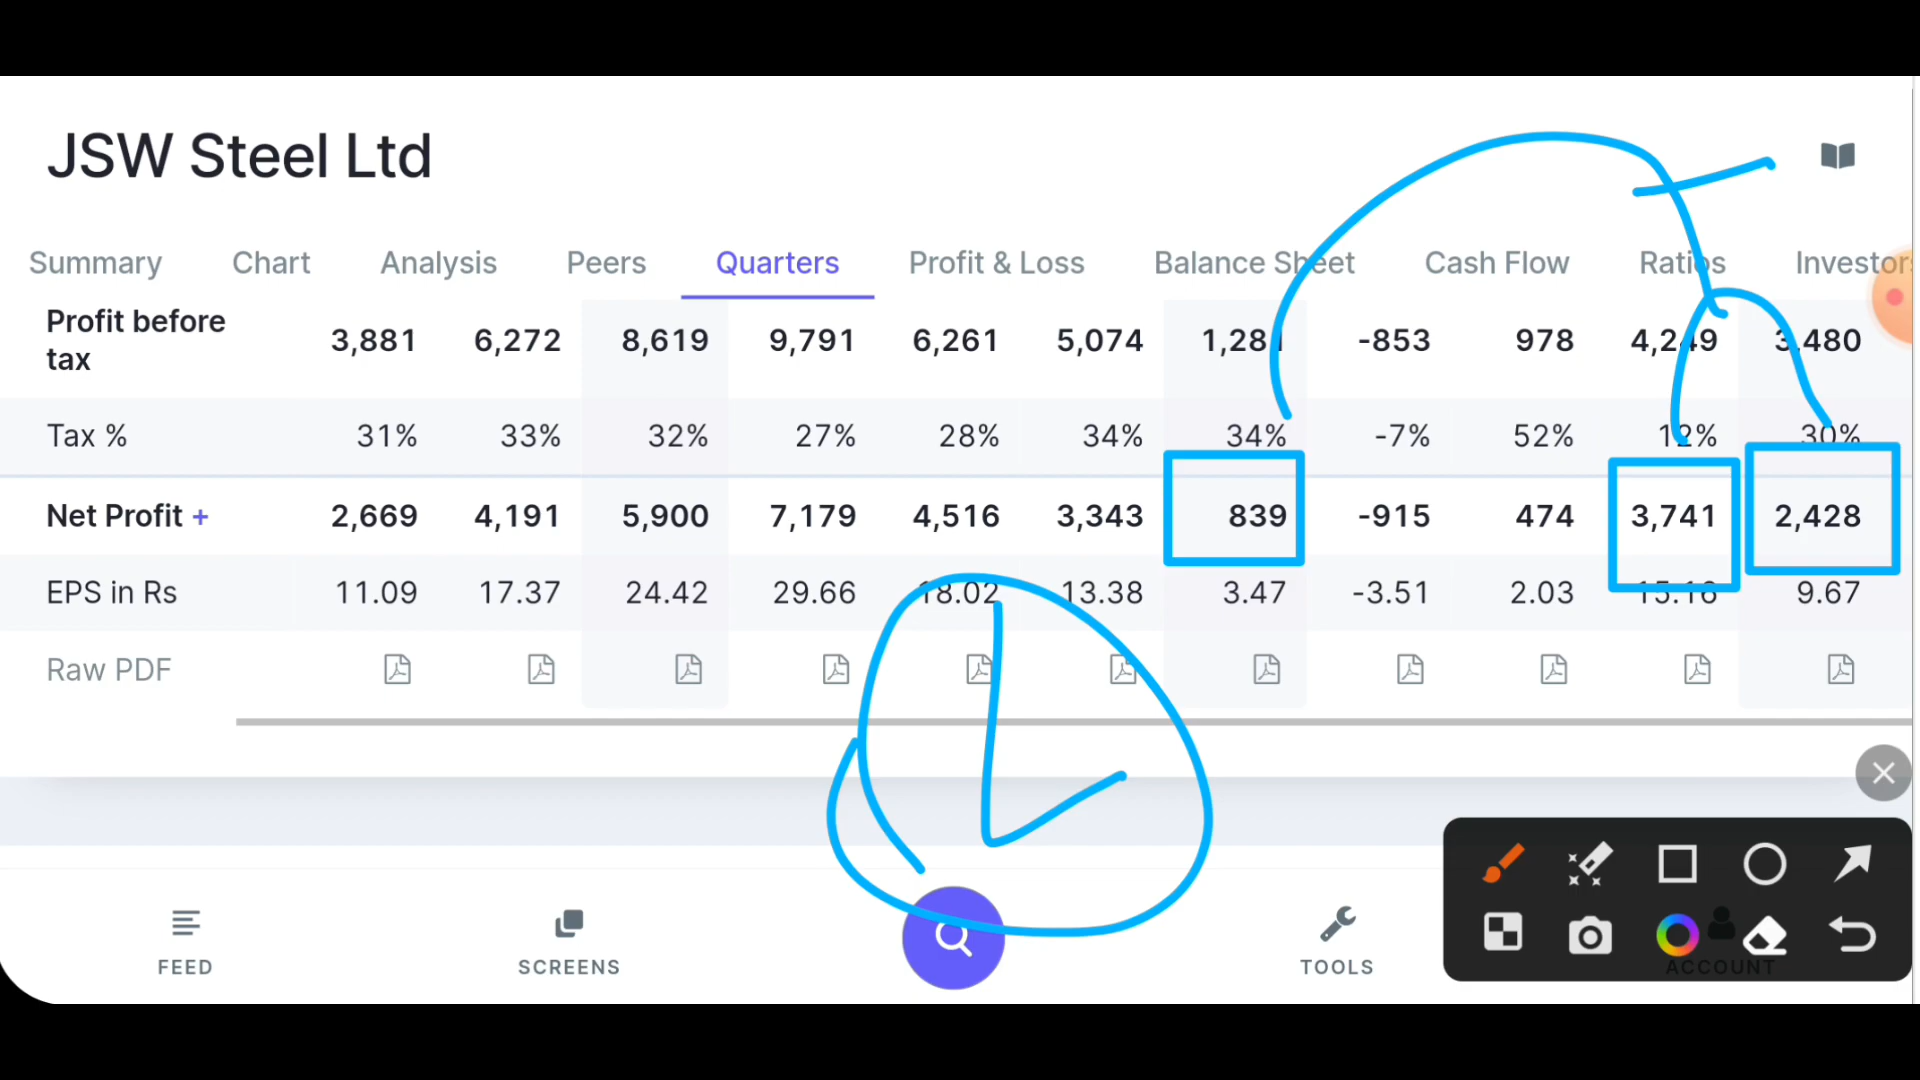 JSW Steel Ltd
Summary Chart Analysis Peers Quarters Profit & Loss Balance Sheet Cash Flow Ratios Investors
Profit before tax 3,881 6,272 8,619 9,791 6,261 5,074 1,281 -853 978 4,249 3,480
Tax % 31% 33% 32% 27% 28% 34% 34% -7% 52% 12% 30%
Net Profit + 2,669 4,191 5,900 7,179 4,516 3,343 839 -915 474 3,741 2,428
EPS in Rs 11.09 17.37 24.42 29.66 18.02 13.38 3.47 -3.51 2.03 15.16 9.67
Raw PDF
FEED SCREENS TOOLS ACCOUNT